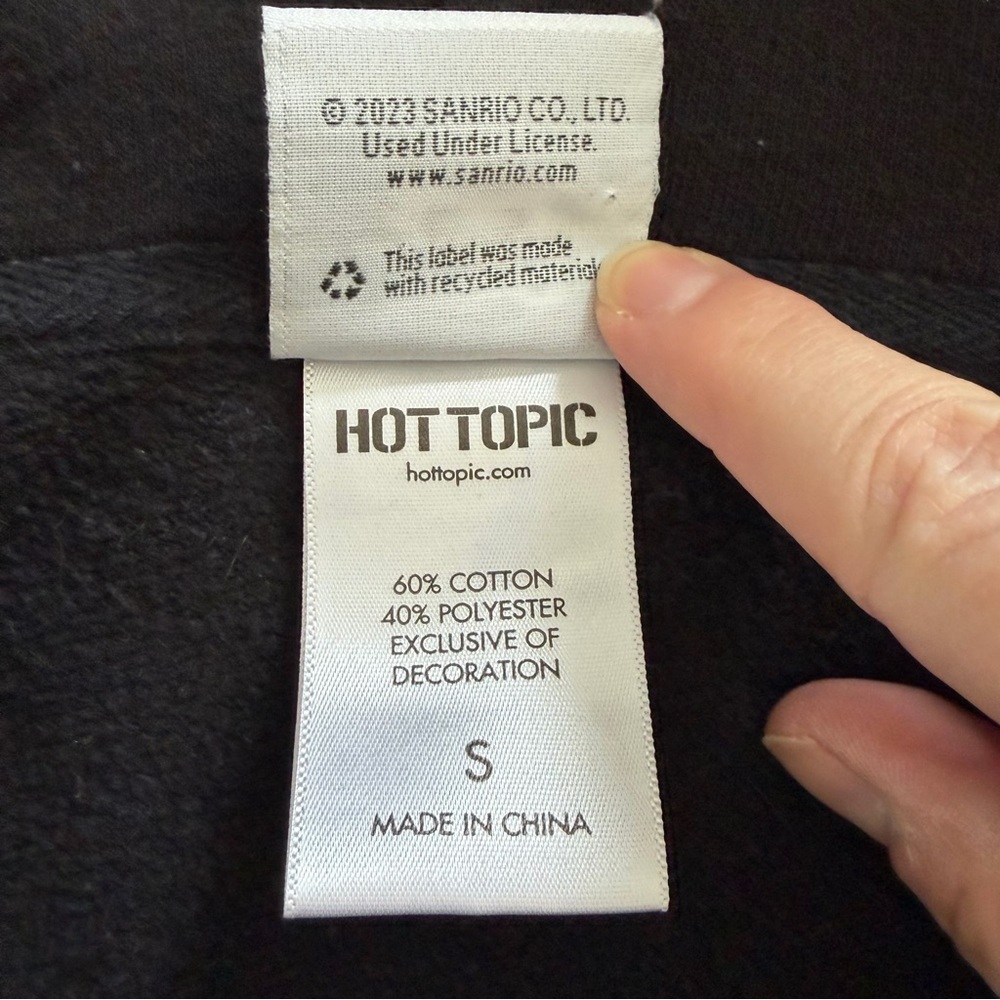 © 2023 SANRIO CO., LTD.
Used Under License.
www.sanrio.com
This label was made
with recycled material
HOT TOPIC
hottopic.com
60% COTTON
40% POLYESTER
EXCLUSIVE OF
DECORATION
S
MADE IN CHINA